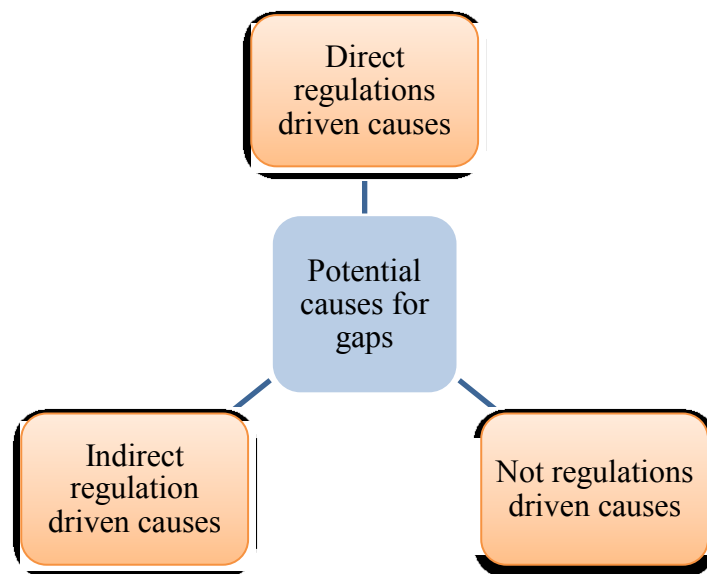 Direct
regulations
driven causes
Potential
causes for
gaps
Indirect
regulation
driven causes
Not regulations
driven causes